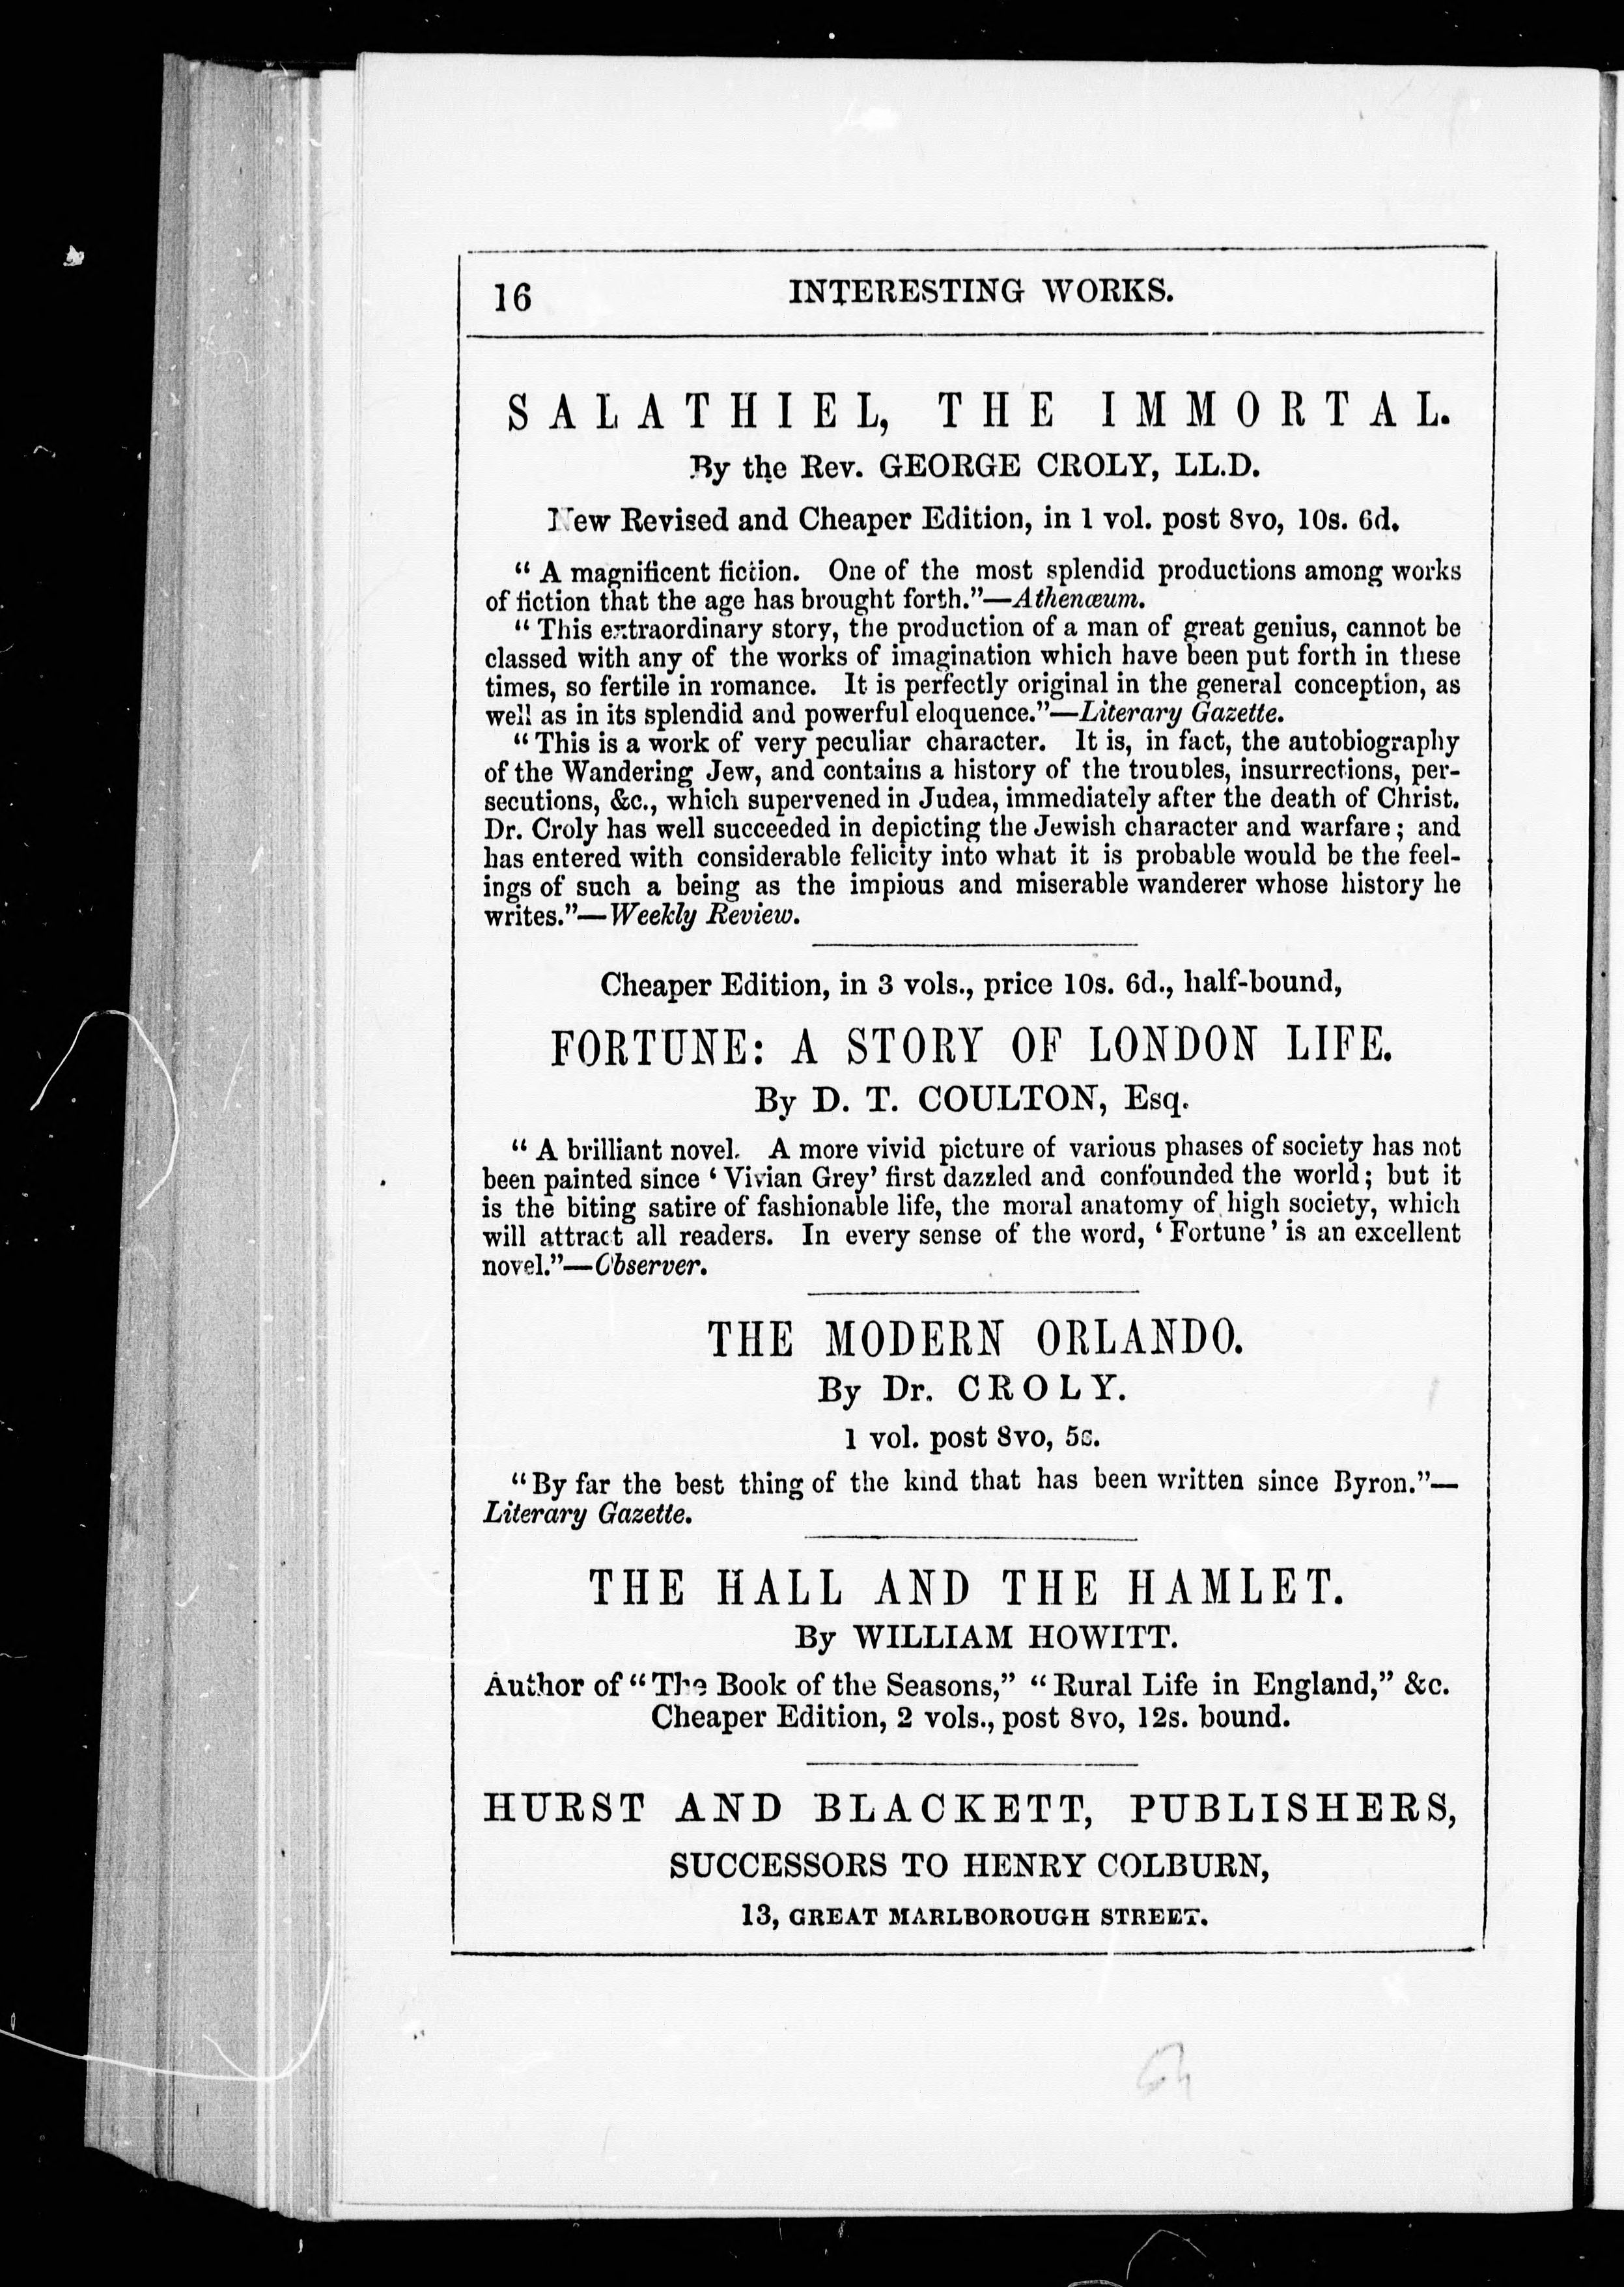 16 INTERESTING WORKS.
SALATHIEL, THE IMMORTAL.
By the Rev. GEORGE CROLY, LL.D.
New Revised and Cheaper Edition, in 1 vol. post 8vo, 10s. 6d.
“ A magnificent fiction. One of the most splendid productions among works
of fiction that the age has brought forth.”—Athenæum.
“ This extraordinary story, the production of a man of great genius, cannot be
classed with any of the works of imagination which have been put forth in these
times, so fertile in romance. It is perfectly original in the general conception, as
well as in its splendid and powerful eloquence.”—Literary Gazette.
“ This is a work of very peculiar character. It is, in fact, the autobiography
of the Wandering Jew, and contains a history of the troubles, insurrections, per-
secutions, &c., which supervened in Judea, immediately after the death of Christ.
Dr. Croly has well succeeded in depicting the Jewish character and warfare; and
has entered with considerable felicity into what it is probable would be the feel-
ings of such a being as the impious and miserable wanderer whose history he
writes.”—Weekly Review.
Cheaper Edition, in 3 vols., price 10s. 6d., half-bound,
FORTUNE: A STORY OF LONDON LIFE.
By D. T. COULTON, Esq.
“ A brilliant novel. A more vivid picture of various phases of society has not
been painted since ‘ Vivian Grey’ first dazzled and confounded the world; but it
is the biting satire of fashionable life, the moral anatomy of high society, which
will attract all readers. In every sense of the word, ‘ Fortune ’ is an excellent
novel.”—Observer.
THE MODERN ORLANDO.
By Dr. CROLY.
1 vol. post 8vo, 5s.
“By far the best thing of the kind that has been written since Byron.”—
Literary Gazette.
THE HALL AND THE HAMLET.
By WILLIAM HOWITT.
Author of “The Book of the Seasons,” “Rural Life in England,” &c.
Cheaper Edition, 2 vols., post 8vo, 12s. bound.
HURST AND BLACKETT, PUBLISHERS,
SUCCESSORS TO HENRY COLBURN,
13, GREAT MARLBOROUGH STREET.